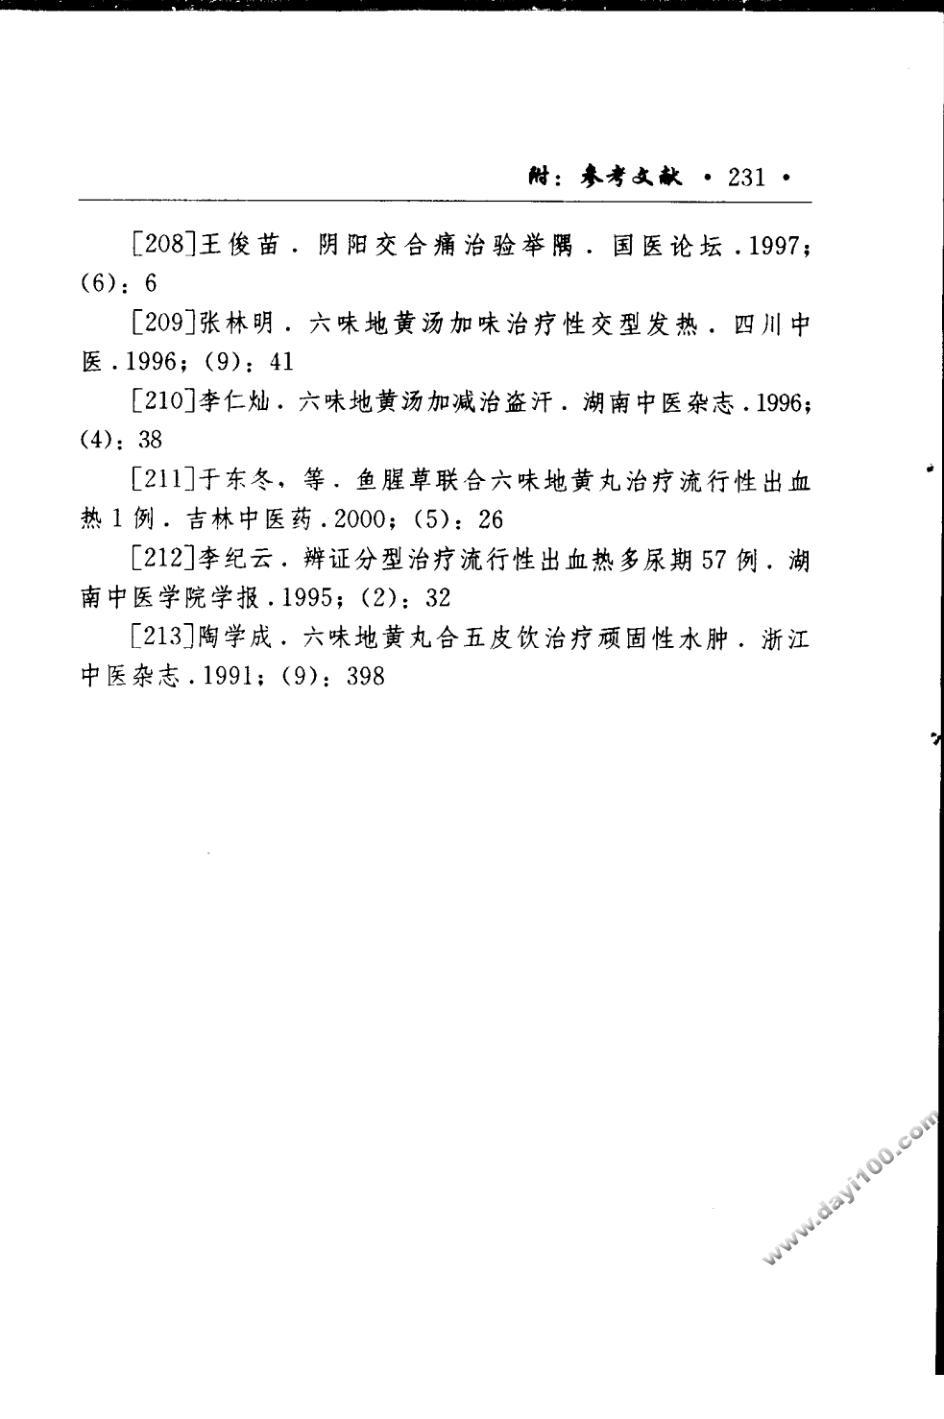 附：参考文献 · 231 ·
[208]王俊苗．阴阳交合痛治验举隅．国医论坛.1997；
(6)：6
[209]张林明．六味地黄汤加味治疗性交型发热．四川中
医.1996；(9)：41
[210]李仁灿．六味地黄汤加减治盗汗．湖南中医杂志.1996；
(4)：38
[211]于东冬，等．鱼腥草联合六味地黄丸治疗流行性出血
热1例．吉林中医药.2000；(5)：26
[212]李纪云．辨证分型治疗流行性出血热多尿期57例．湖
南中医学院学报.1995；(2)：32
[213]陶学成．六味地黄丸合五皮饮治疗顽固性水肿．浙江
中医杂志.1991；(9)：398
www.dayi100.com